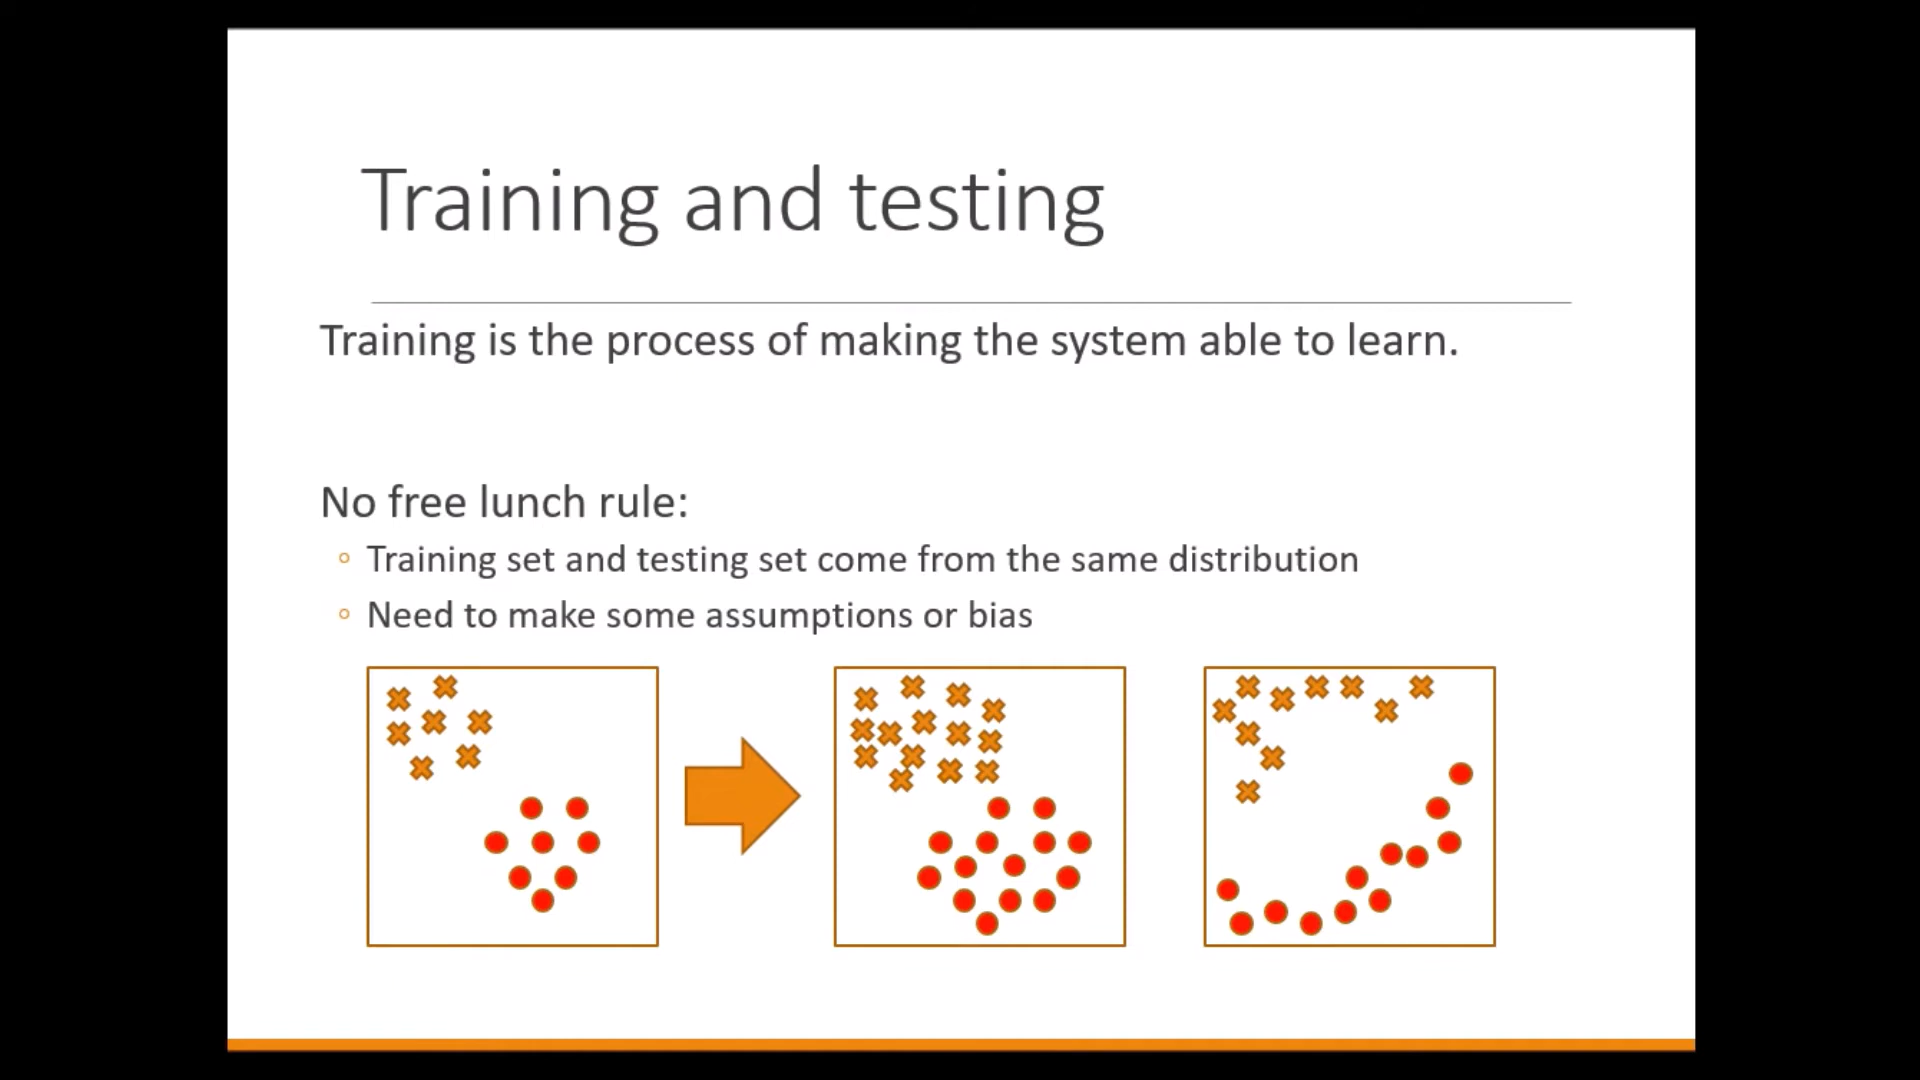 Training and testing
Training is the process of making the system able to learn.
No free lunch rule:
Training set and testing set come from the same distribution
Need to make some assumptions or bias